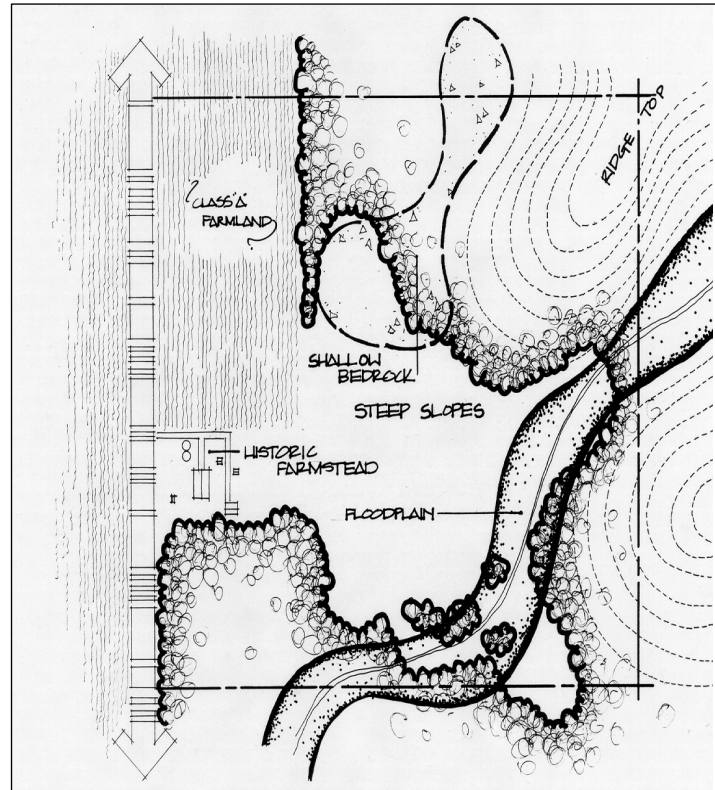 RIDGE TOP
CLASS "A"
FARMLAND
SHALLOW
BEDROCK
STEEP SLOPES
HISTORIC
FARMSTEAD
FLOODPLAIN